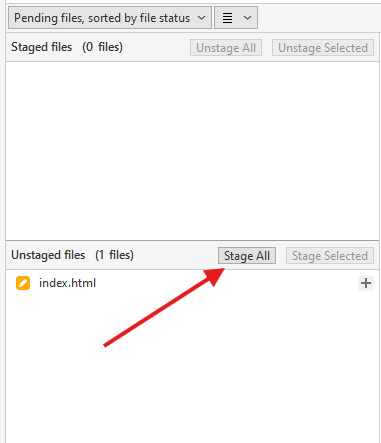 Pending files, sorted by file status
Staged files (0 files) Unstage All Unstage Selected
Unstaged files (1 files) Stage All Stage Selected
index.html